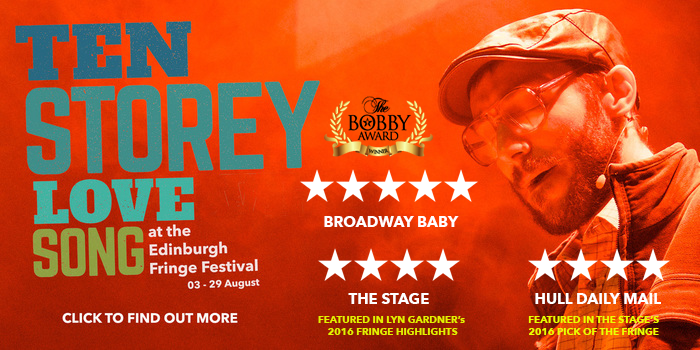 TEN
STOREY
LOVE
SONG
at the
Edinburgh
Fringe Festival
03 - 29 August
CLICK TO FIND OUT MORE
The
BOBBY
AWARD
WINNER
BROADWAY BABY
THE STAGE
FEATURED IN LYN GARDNER's
2016 FRINGE HIGHLIGHTS
HULL DAILY MAIL
FEATURED IN THE STAGE'S
2016 PICK OF THE FRINGE